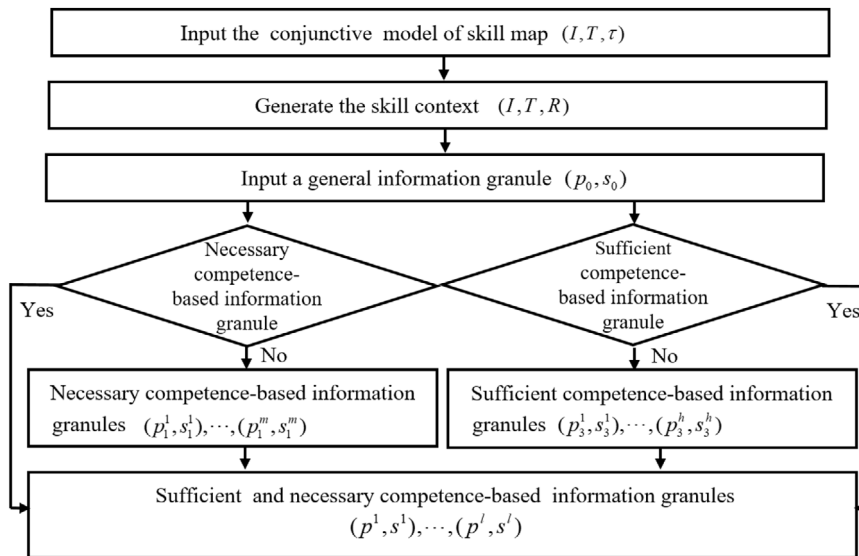 Input the conjunctive model of skill map (I,T,τ)
Generate the skill context (I,T,R)
Input a general information granule (p₀,s₀)
Necessary
competence-
based information
granule
Sufficient
competence-
based information
granule
Yes
Yes
No
No
Necessary competence-based information
granules (p₁¹,s₁¹),⋯,(p₁ᵐ,s₁ᵐ)
Sufficient competence-based information
granules (p₃¹,s₃¹),⋯,(p₃ʰ,s₃ʰ)
Sufficient and necessary competence-based information granules
(p¹,s¹),⋯,(pˡ,sˡ)